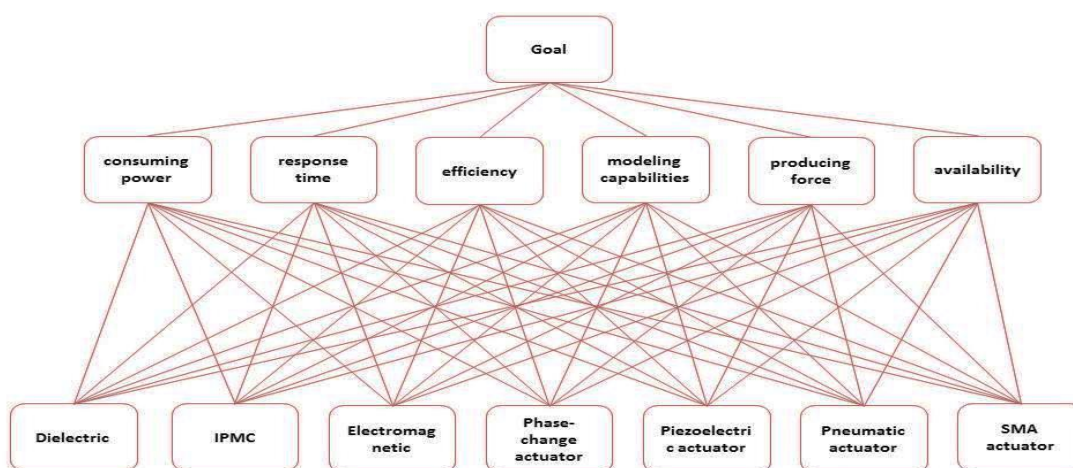 Goal
consuming
power
response
time
efficiency
modeling
capabilities
producing
force
availability
Dielectric
IPMC
Electromag
netic
Phase-
change
actuator
Piezoelectri
c actuator
Pneumatic
actuator
SMA
actuator